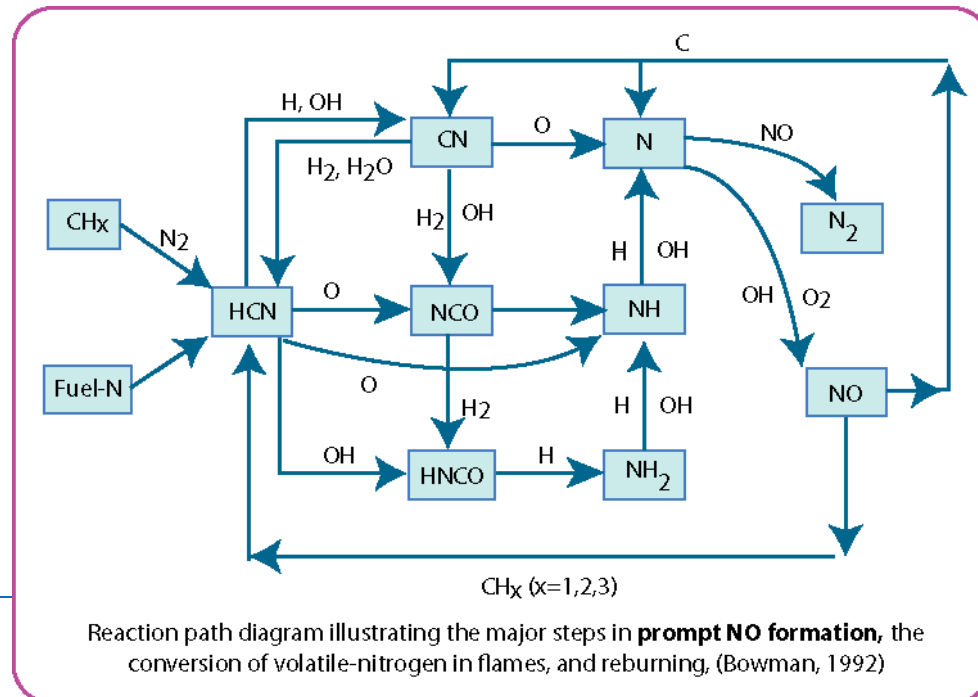 C
H, OH
CN
O
N
NO
H2, H2O
N2
CHx
N2
H2 OH
H OH
OH O2
HCN
O
NCO
NH
Fuel-N
O
H2
NO
H OH
OH
HNCO
H
NH2
CHx (x=1,2,3)
Reaction path diagram illustrating the major steps in prompt NO formation, the
conversion of volatile-nitrogen in flames, and reburning, (Bowman, 1992)